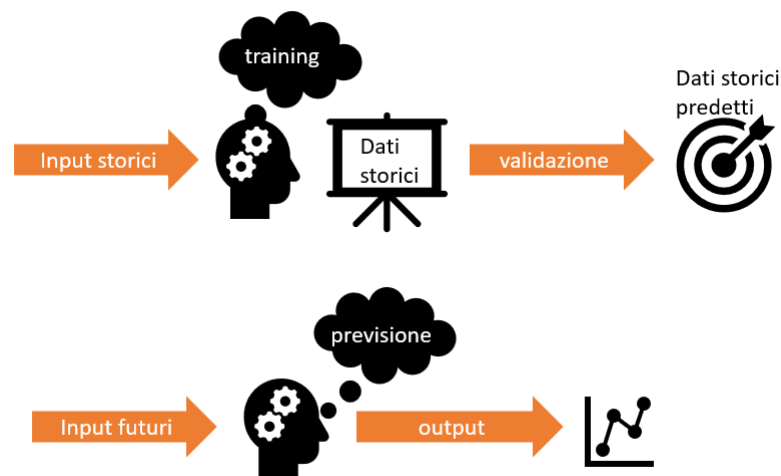 training
Input storici
Dati
storici
validazione
Dati storici
predetti
previsione
Input futuri
output